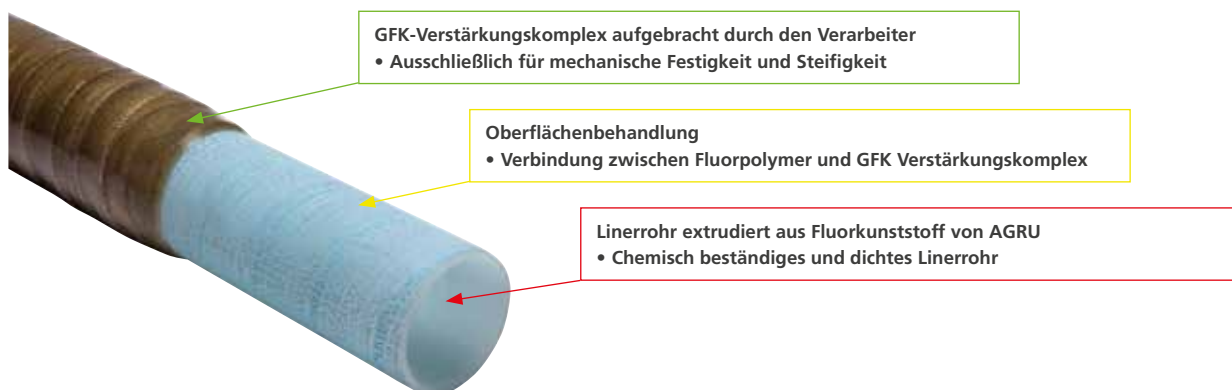 GFK-Verstärkungskomplex aufgebracht durch den Verarbeiter
• Ausschließlich für mechanische Festigkeit und Steifigkeit
Oberflächenbehandlung
• Verbindung zwischen Fluorpolymer und GFK Verstärkungskomplex
Linerrohr extrudiert aus Fluorkunststoff von AGRU
• Chemisch beständiges und dichtes Linerrohr